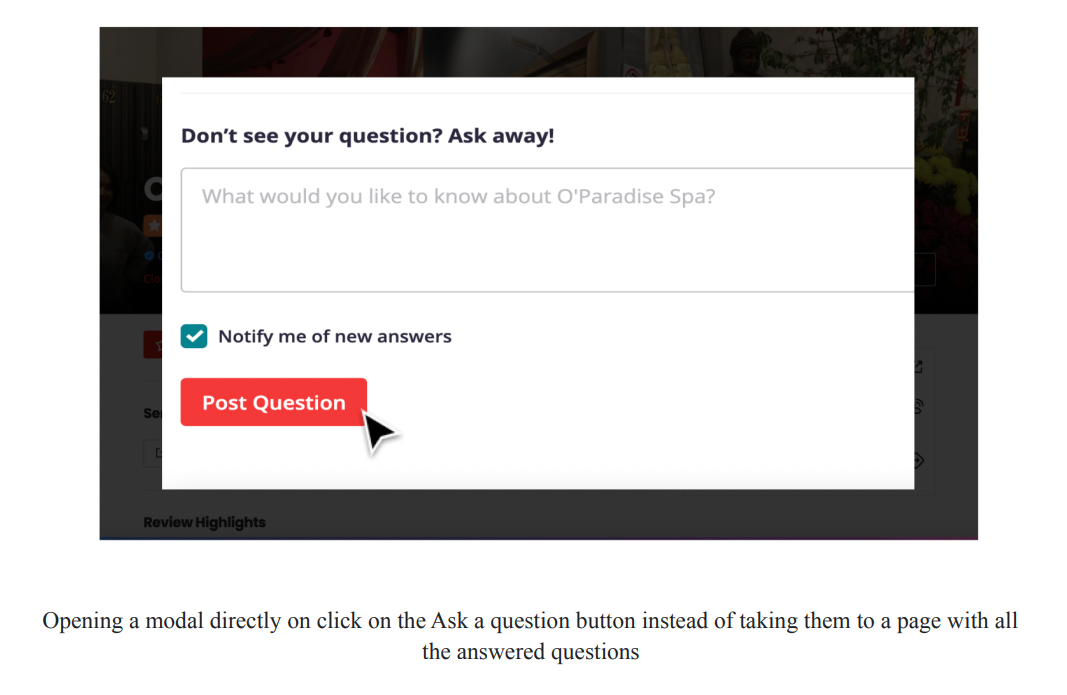 62
Don't see your question? Ask away!
What would you like to know about O'Paradise Spa?
Notify me of new answers
Post Question
Review Highlights
Opening a modal directly on click on the Ask a question button instead of taking them to a page with all
the answered questions